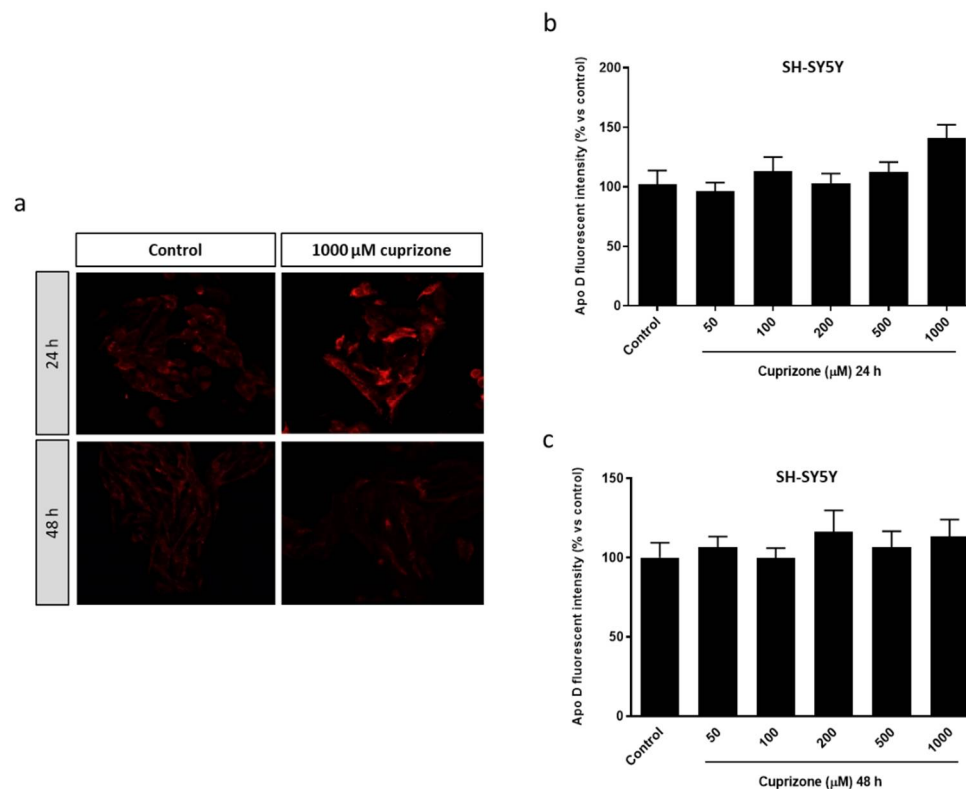 a
Control
1000 µM cuprizone
24 h
48 h
b
SH-SY5Y
Apo D fluorescent intensity (% vs control)
200
150
100
50
0
Control
50
100
200
500
1000
Cuprizone (µM) 24 h
c
SH-SY5Y
Apo D fluorescent intensity (% vs control)
150
100
50
0
Control
50
100
200
500
1000
Cuprizone (µM) 48 h